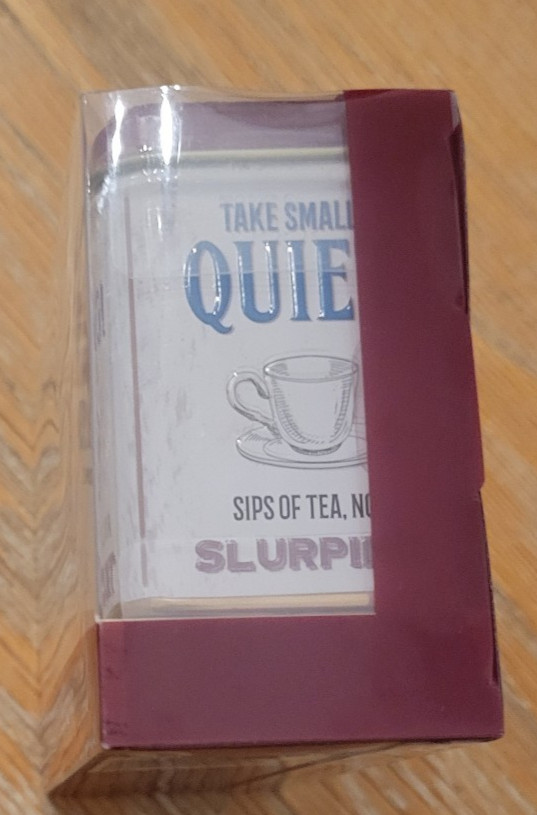 TAKE SMALL
QUIE
SIPS OF TEA, NO
SLURPI